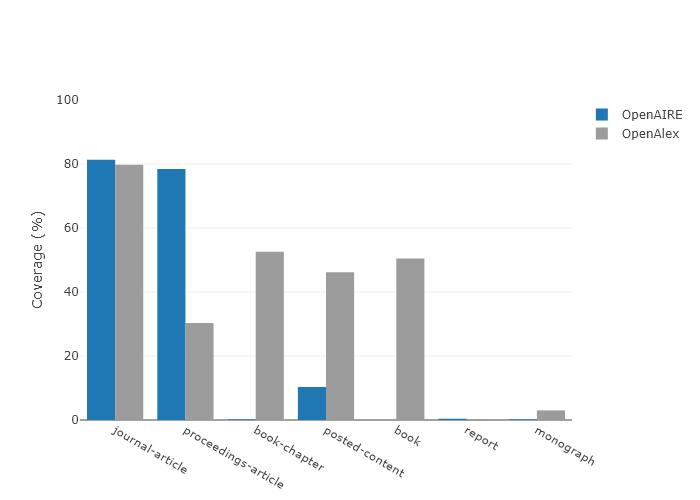 100
80
60
40
20
0
Coverage (%)
journal-article
proceedings-article
book-chapter
posted-content
book
report
monograph
OpenAIRE
OpenAlex